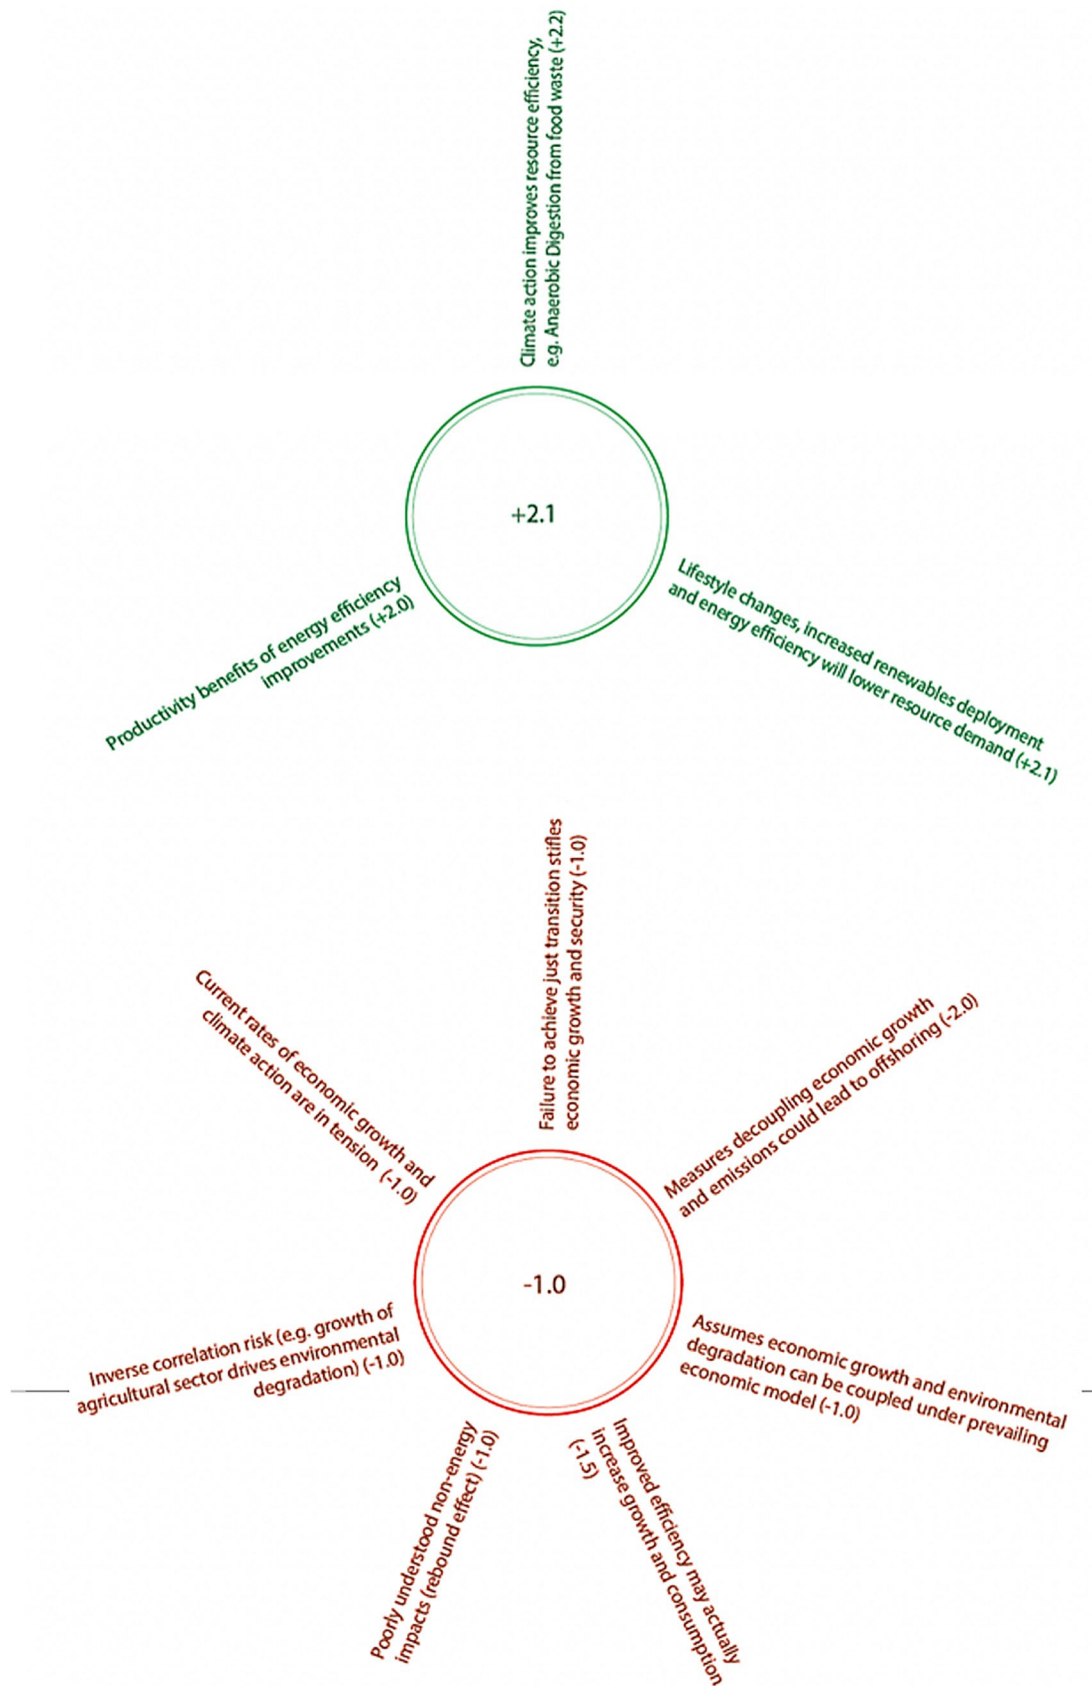 Climate action improves resource efficiency,
e.g. Anaerobic Digestion from food waste (+2.2)
+2.1
Lifestyle changes, increased renewables deployment
and energy efficiency will lower resource demand (+2.1)
Productivity benefits of energy efficiency
improvements (+2.0)
Failure to achieve just transition stifles
economic growth and security (-1.0)
Measures decoupling economic growth
and emissions could lead to offshoring (-2.0)
Current rates of economic growth and
climate action are in tension (-1.0)
-1.0
Assumes economic growth and environmental
degradation can be coupled under prevailing
economic model (-1.0)
Inverse correlation risk (e.g. growth of
agricultural sector drives environmental
degradation) (-1.0)
Improved efficiency may actually
increase growth and consumption
(-1.5)
Poorly understood non-energy
impacts (rebound effect) (-1.0)